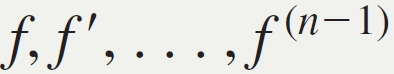 f, f′, . . . , f⁽ⁿ⁻¹⁾